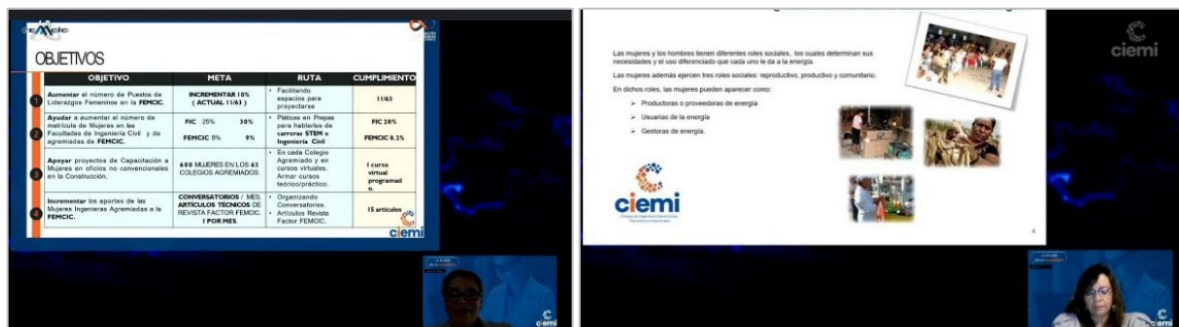 OBJETIVOS
OBJETIVO META RUTA CUMPLIMIENTO
1
Aumentar el número de Puestos de
Liderazgos Femeninos en la FEMCIC.
INCREMENTAR 10%
( ACTUAL 11/63 )
• Facilitando
espacios para
proyectarse
11/63
2
Ayudar a aumentar el número de
matrícula de Mujeres en las
Facultades de Ingeniería Civil y de
agremiadas de FEMCIC.
FIC 25% 30%
FEMCIC 8% 9%
• Pláticas en Prepas
para hablarles de
carreras STEM e
Ingeniería Civil
FIC 28%
FEMCIC 8.2%
3
Apoyar proyectos de Capacitación a
Mujeres en oficios no convencionales
en la Construcción.
600 MUJERES EN LOS 63
COLEGIOS AGREMIADOS.
• En cada Colegio
Agremiado y en
cursos virtuales.
Armar cursos
teórico/práctico.
1 curso
virtual
programad
o.
4
Incrementar los aportes de las
Mujeres Ingenieras Agremiadas a la
FEMCIC.
CONVERSATORIOS / MES.
ARTÍCULOS TÉCNICOS DE
REVISTA FACTOR FEMCIC.
1 POR MES.
• Organizando
Conversatorios.
• Artículos Revista
Factor FEMCIC.
15 artículos
ciemi
ciemi
ciemi
Las mujeres y los hombres tienen diferentes roles sociales, los cuales determinan sus
necesidades y el uso diferenciado que cada uno le da a la energía.
Las mujeres además ejercen tres roles sociales: reproductivo, productivo y comunitario.
En dichos roles, las mujeres pueden aparecer como:
➢ Productoras o proveedoras de energía
➢ Usuarias de la energía
➢ Gestoras de energía.
ciemi
4
ciemi